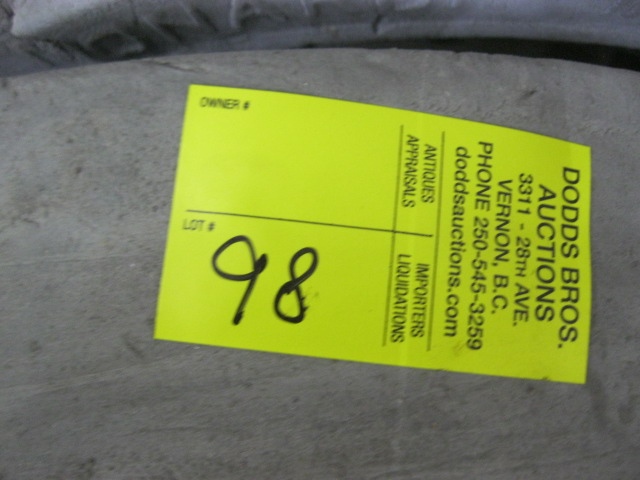 OWNER #
LOT #
98
ANTIQUES IMPORTERS
APPRAISALS LIQUIDATIONS
DODDS BROS.
AUCTIONS
3311 - 28TH AVE.
VERNON, B.C.
PHONE 250-545-3259
doddsauctions.com